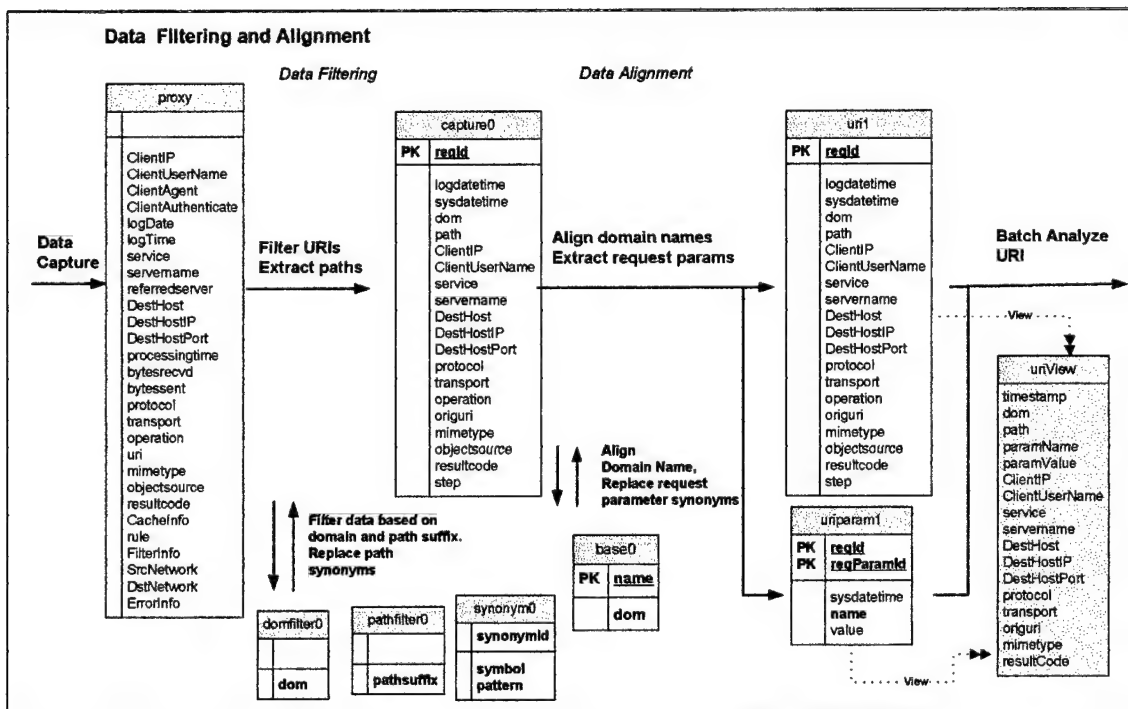 Data Filtering and Alignment
Data Filtering
Data Alignment
proxy
ClientIP
ClientUserName
ClientAgent
ClientAuthenticate
logDate
logTime
service
servername
referredserver
DestHost
DestHostIP
DestHostPort
processingtime
bytesrecvd
bytessent
protocol
transport
operation
uri
mimetype
objectsource
resultcode
CacheInfo
rule
FilterInfo
SrcNetwork
DstNetwork
ErrorInfo
Data
Capture
Filter URIs
Extract paths
capture0
PK reqId
logdatetime
sysdatetime
dom
path
ClientIP
ClientUserName
service
servername
DestHost
DestHostIP
DestHostPort
protocol
transport
operation
origuri
mimetype
objectsource
resultcode
step
Align domain names
Extract request params
uri1
PK reqId
logdatetime
sysdatetime
dom
path
ClientIP
ClientUserName
service
servername
DestHost
DestHostIP
DestHostPort
protocol
transport
operation
origuri
mimetype
objectsource
resultcode
step
Batch Analyze
URI
View
uriView
timestamp
dom
path
paramName
paramValue
ClientIP
ClientUserName
service
servername
DestHost
DestHostIP
DestHostPort
protocol
transport
origuri
mimetype
resultCode
Filter data based on
domain and path suffix.
Replace path
synonyms
Align
Domain Name,
Replace request
parameter synonyms
domfilter0
dom
pathfilter0
pathsuffix
synonym0
synonymId
symbol
pattern
base0
PK name
dom
uriparam1
PK reqId
PK reqParamId
sysdatetime
name
value
View